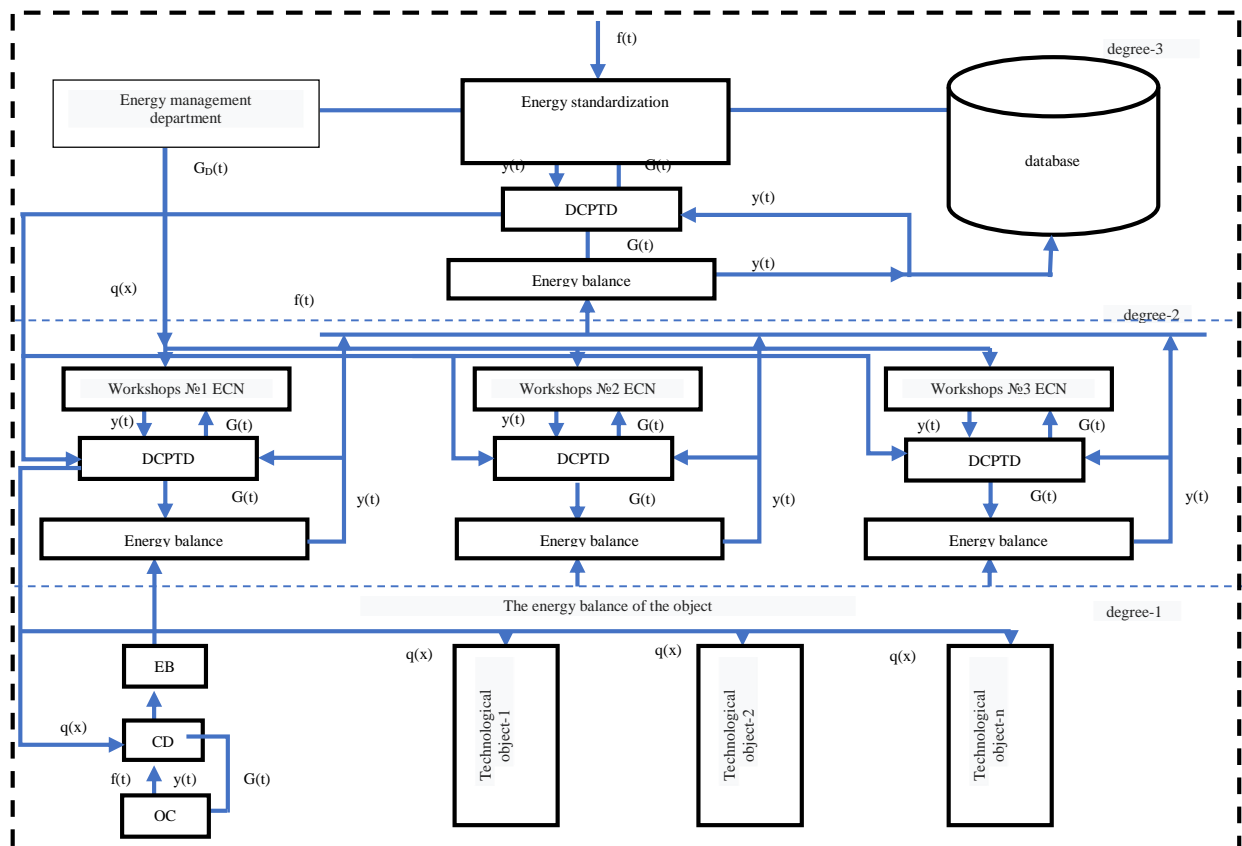 f(t)
degree-3
Energy management
department
Energy standardization
database
G_D(t)
y(t)
G(t)
DCPTD
y(t)
G(t)
Energy balance
y(t)
q(x)
f(t)
degree-2
Workshops №1 ECN
Workshops №2 ECN
Workshops №3 ECN
y(t)
G(t)
y(t)
G(t)
y(t)
G(t)
DCPTD
DCPTD
DCPTD
G(t)
y(t)
G(t)
y(t)
G(t)
y(t)
Energy balance
Energy balance
Energy balance
The energy balance of the object
degree-1
EB
q(x)
q(x)
q(x)
Technological
object-1
Technological
object-2
Technological
object-n
q(x)
CD
f(t)
y(t)
G(t)
OC